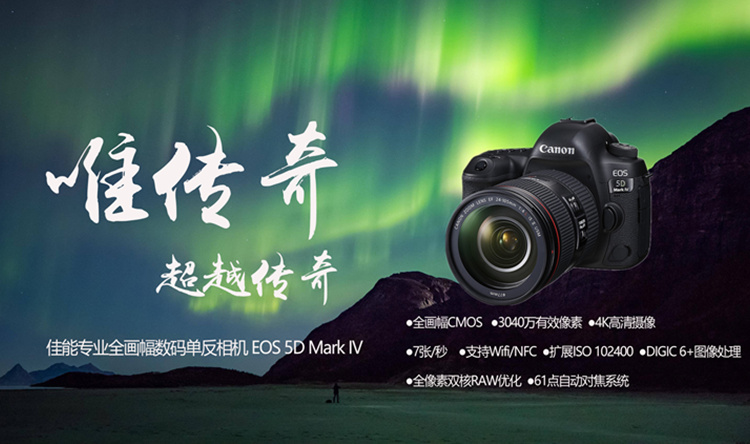 唯传奇
超越传奇
佳能专业全画幅数码单反相机 EOS 5D Mark IV
Canon
EOS
5D
Mark IV
●全画幅CMOS ●3040万有效像素 ●4K高清摄像
●7张/秒 ●支持Wifi/NFC ●扩展ISO 102400 ●DIGIC 6+图像处理
●全像素双核RAW优化 ●61点自动对焦系统